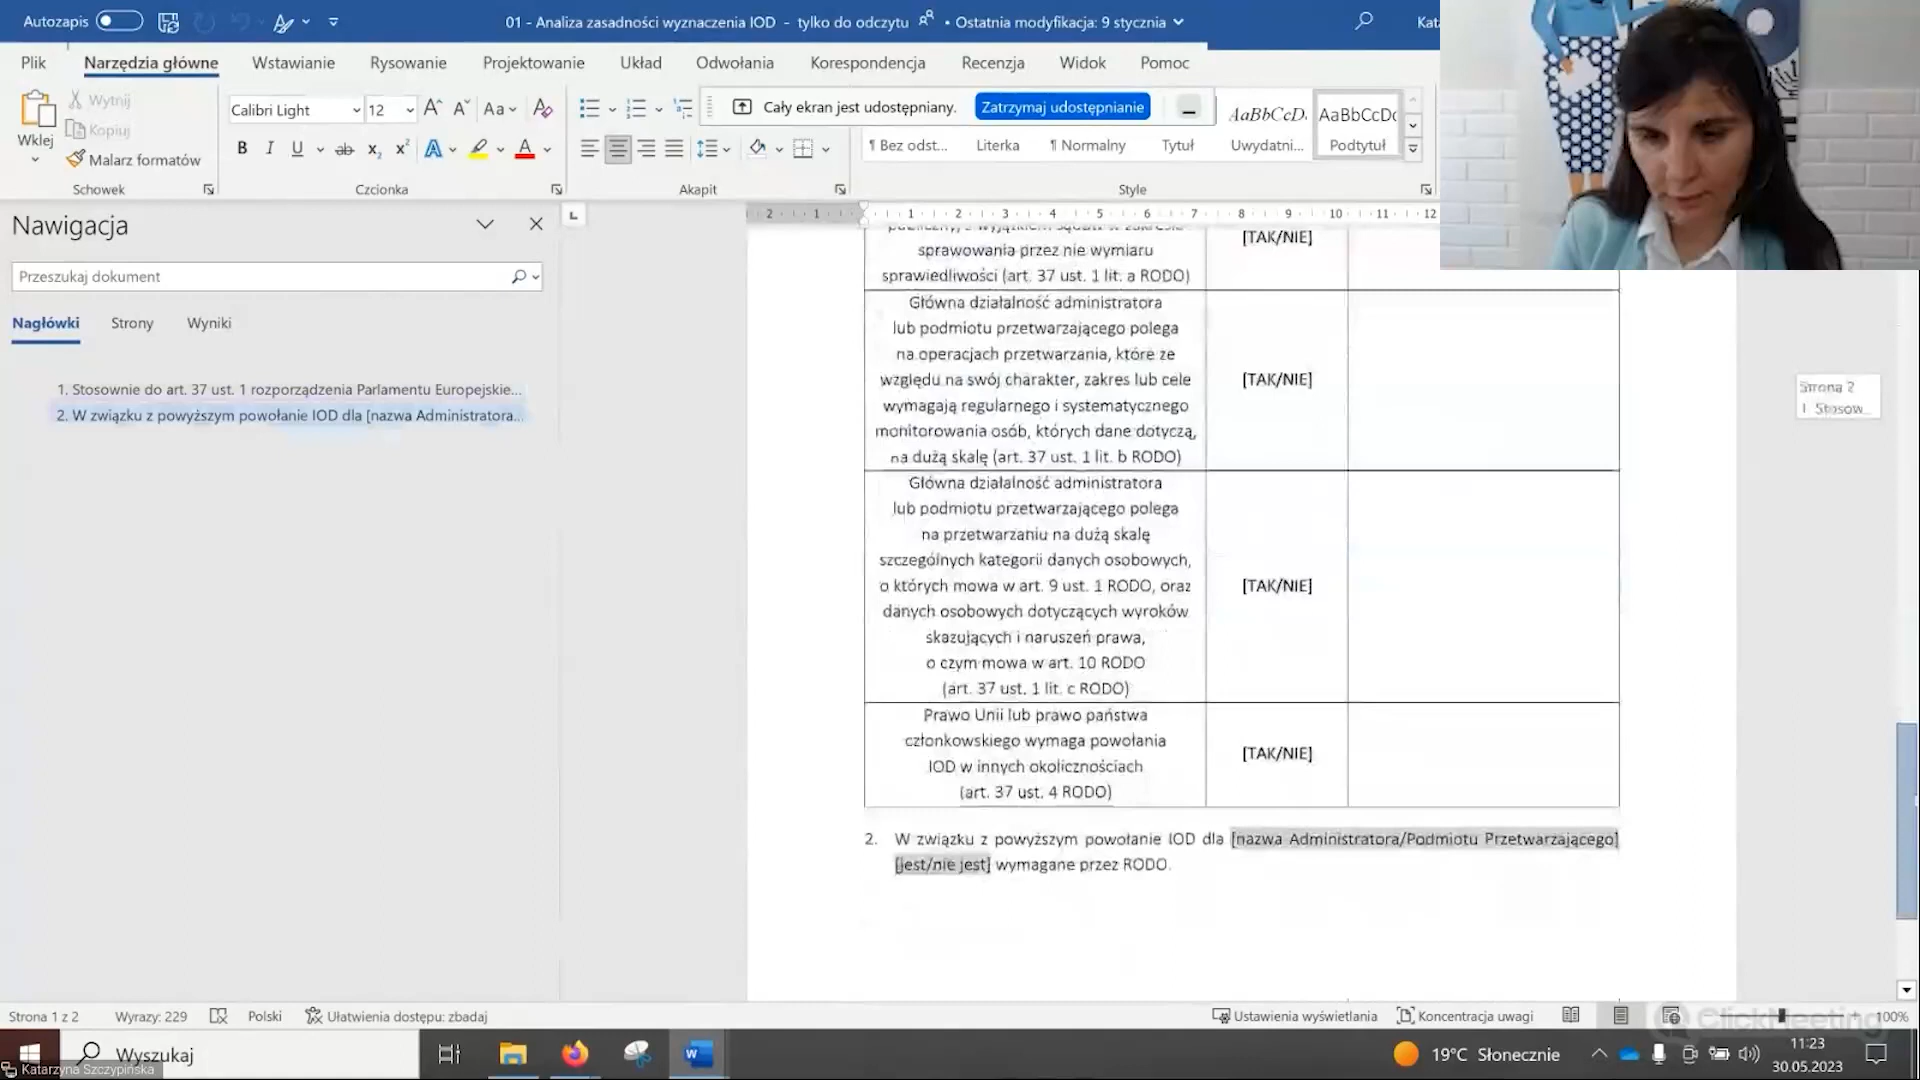 Autozapis
01 - Analiza zasadności wyznaczenia IOD - tylko do odczytu • Ostatnia modyfikacja: 9 stycznia
Plik Narzędzia główne Wstawianie Rysowanie Projektowanie Układ Odwołania Korespondencja Recenzja Widok Pomoc
Wklej
Wytnij
Kopiuj
Malarz formatów
Schowek
Calibri Light 12
Czcionka
Akapit
Cały ekran jest udostępniany. Zatrzymaj udostępnianie
¶ Bez odst... Literka ¶ Normalny Tytuł Uwydatni... Podtytuł
Style
Nawigacja
Przeszukaj dokument
Nagłówki Strony Wyniki
1. Stosownie do art. 37 ust. 1 rozporządzenia Parlamentu Europejskie...
2. W związku z powyższym powołanie IOD dla [nazwa Administratora...
sprawowania przez nie wymiaru
sprawiedliwości (art. 37 ust. 1 lit. a RODO)
[TAK/NIE]
Główna działalność administratora
lub podmiotu przetwarzającego polega
na operacjach przetwarzania, które ze
względu na swój charakter, zakres lub cele
wymagają regularnego i systematycznego
monitorowania osób, których dane dotyczą,
na dużą skalę (art. 37 ust. 1 lit. b RODO)
[TAK/NIE]
Główna działalność administratora
lub podmiotu przetwarzającego polega
na przetwarzaniu na dużą skalę
szczególnych kategorii danych osobowych,
o których mowa w art. 9 ust. 1 RODO, oraz
danych osobowych dotyczących wyroków
skazujących i naruszeń prawa,
o czym mowa w art. 10 RODO
(art. 37 ust. 1 lit. c RODO)
[TAK/NIE]
Prawo Unii lub prawo państwa
członkowskiego wymaga powołania
IOD w innych okolicznościach
(art. 37 ust. 4 RODO)
[TAK/NIE]
2. W związku z powyższym powołanie IOD dla [nazwa Administratora/Podmiotu Przetwarzającego]
[jest/nie jest] wymagane przez RODO.
Strona 2
1 Stosow...
Strona 1 z 2 Wyrazy: 229 Polski Ułatwienia dostępu: zbadaj
Ustawienia wyświetlania Koncentracja uwagi 100%
ClickMeeting
Wyszukaj
Katarzyna Szczypińska
19°C Słonecznie
11:23
30.05.2023